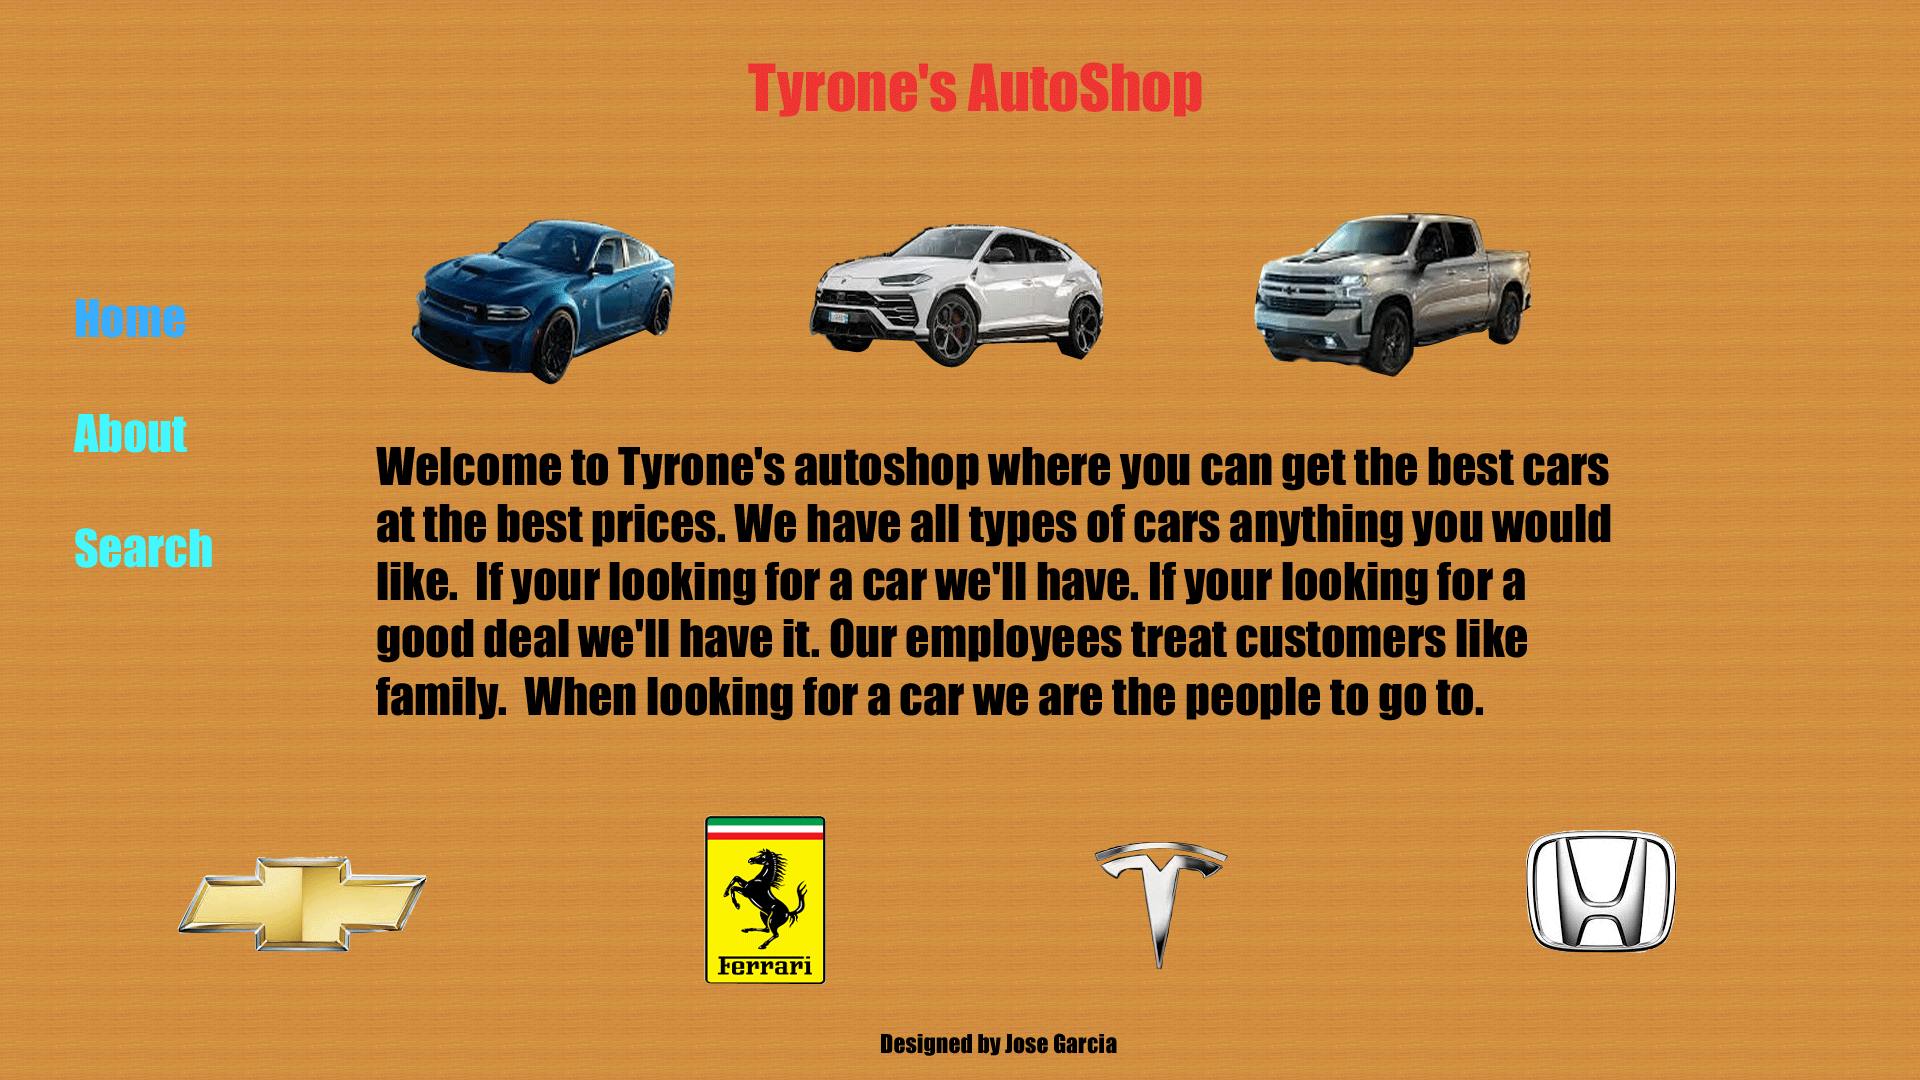 Tyrone's AutoShop
Home
About
Search
Welcome to Tyrone's autoshop where you can get the best cars
at the best prices. We have all types of cars anything you would
like.  If your looking for a car we'll have. If your looking for a
good deal we'll have it. Our employees treat customers like
family.  When looking for a car we are the people to go to.
Ferrari
Designed by Jose Garcia